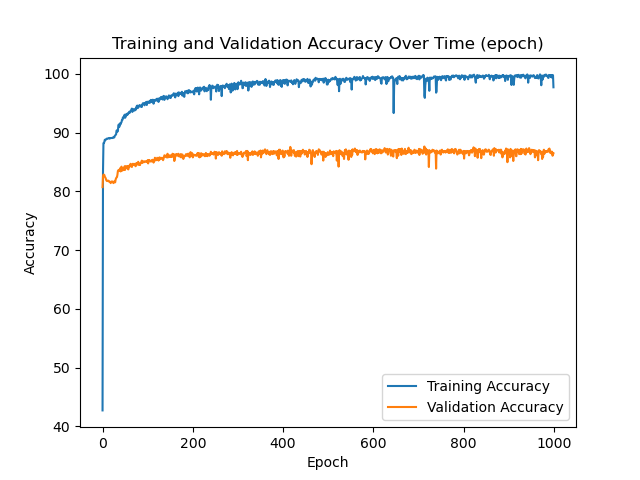 Training and Validation Accuracy Over Time (epoch)
100
90
80
70
60
50
40
Accuracy
0
200
400
600
800
1000
Epoch
Training Accuracy
Validation Accuracy